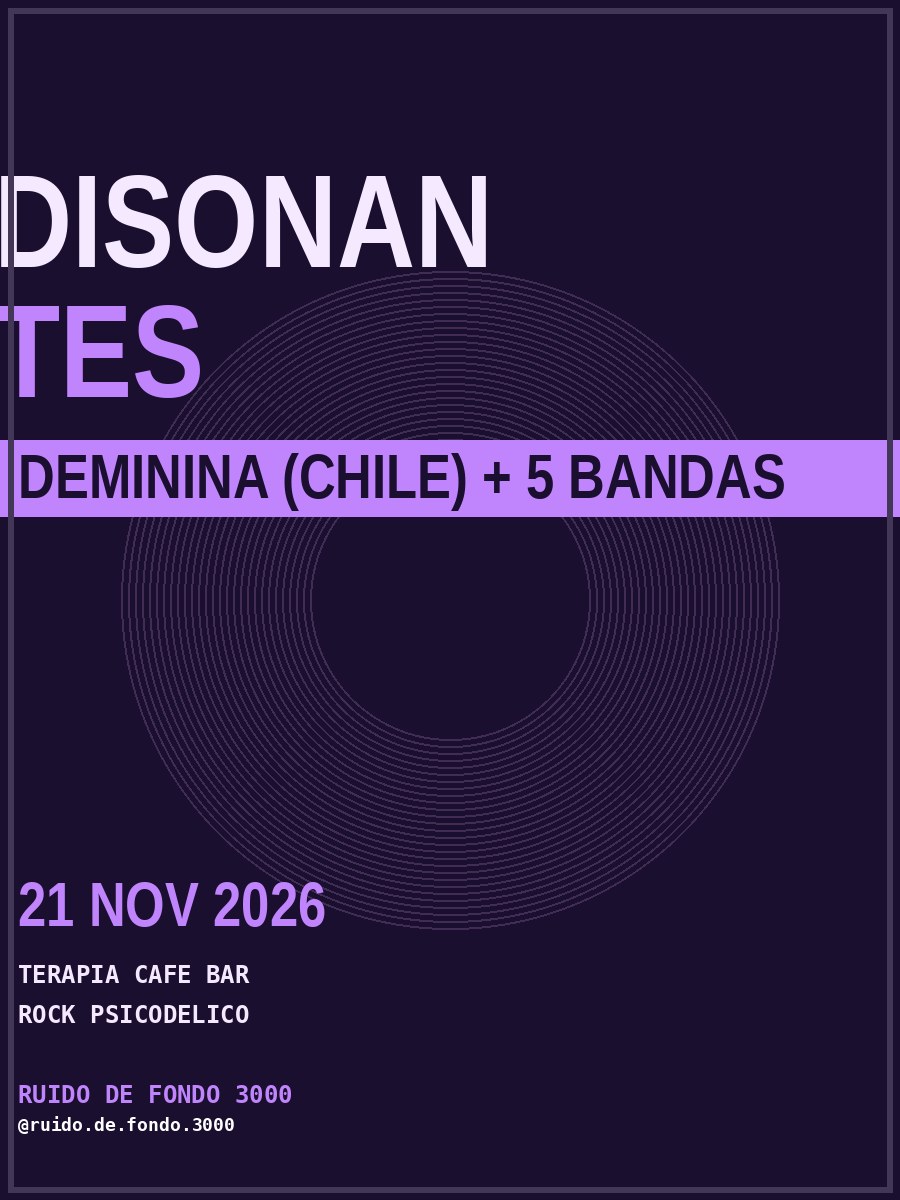 DISONAN
TES
DEMININA (CHILE) + 5 BANDAS
21 NOV 2026
TERAPIA CAFE BAR
ROCK PSICODELICO
RUIDO DE FONDO 3000
@ruido.de.fondo.3000